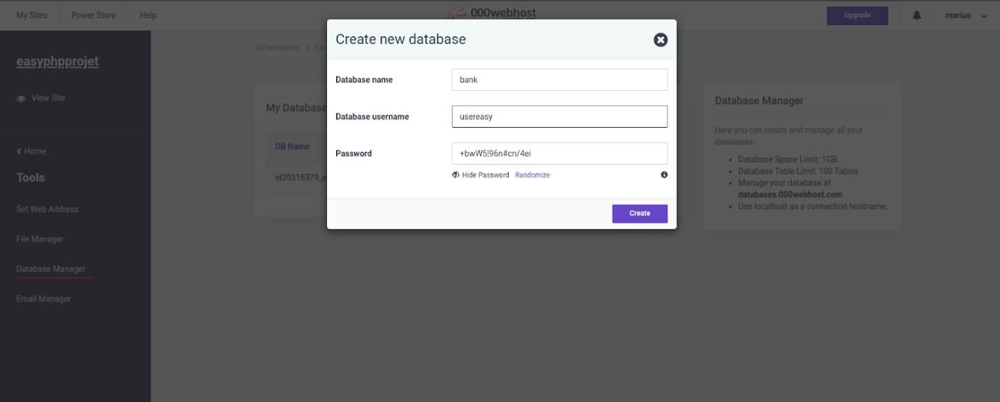 My Sites
Power Store
Help
000webhost
Upgrade
mariuo
easyphpprojet
View Site
Home
Tools
Set Web Address
File Manager
Database Manager
Email Manager
All websites
My Database
DB Name
id20315379_e
Create new database
Database name
bank
Database username
usereasy
Password
+bwW5|96n#cn/4ei
Hide Password Randomize
Create
Database Manager
Here you can create and manage all your
databases.
Database Space Limit: 1GB
Database Table Limit: 100 Tables
Manage your database at
databases.000webhost.com
Use localhost as a connection hostname.